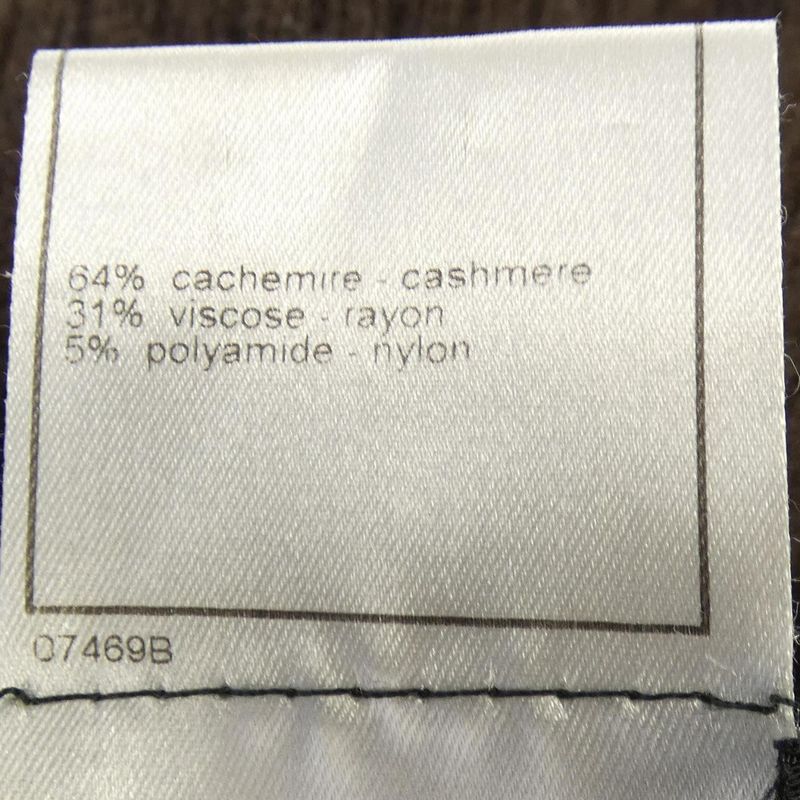 64% cachemire - cashmere
31% viscose - rayon
5% polyamide - nylon
07469B